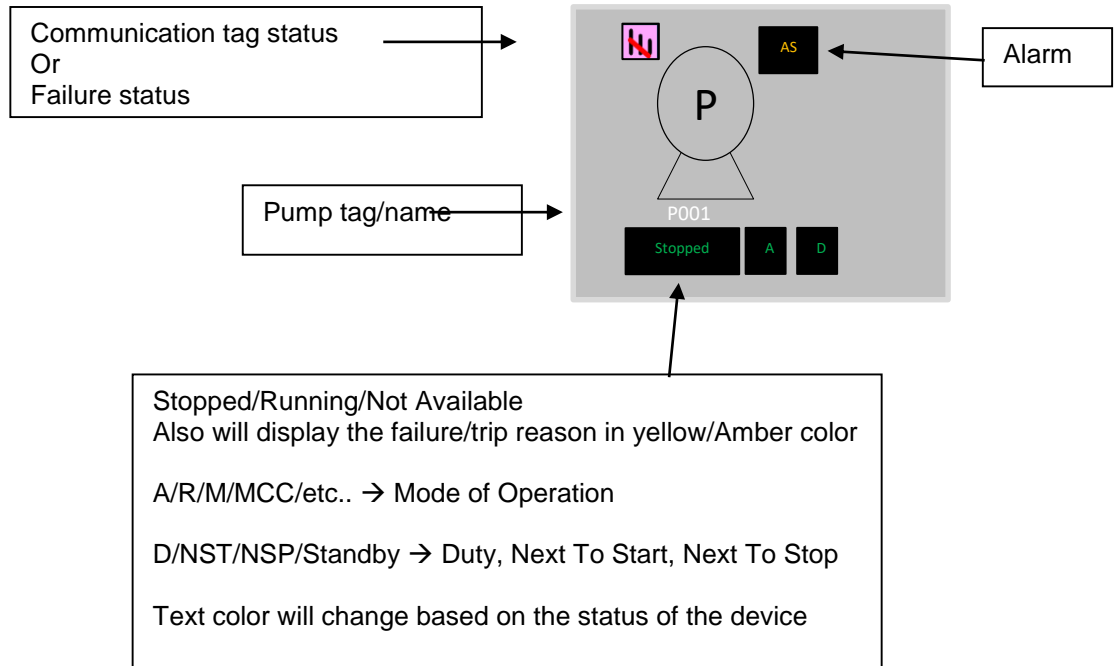 Communication tag status
Or
Failure status
AS
Alarm
P
Pump tag/name
P001
Stopped
A
D
Stopped/Running/Not Available
Also will display the failure/trip reason in yellow/Amber color
A/R/M/MCC/etc.. → Mode of Operation
D/NST/NSP/Standby → Duty, Next To Start, Next To Stop
Text color will change based on the status of the device